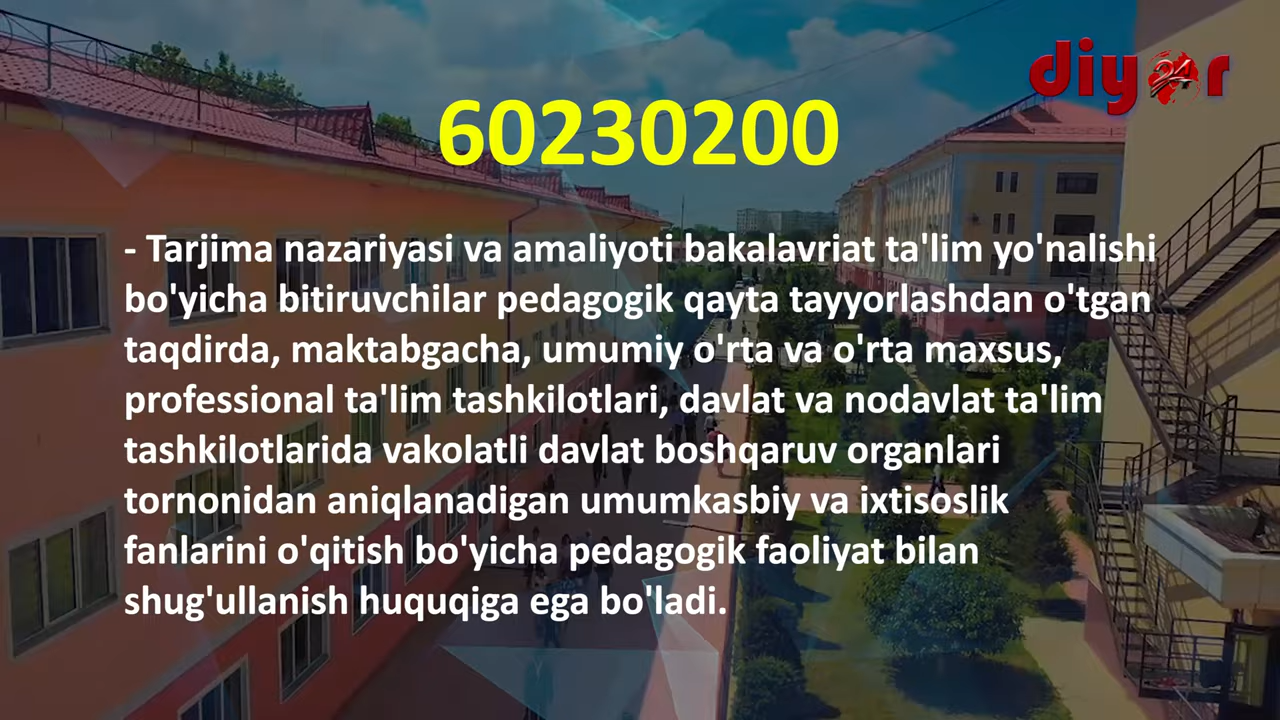 diyor
24
60230200
- Tarjima nazariyasi va amaliyoti bakalavriat ta'lim yo'nalishi
bo'yicha bitiruvchilar pedagogik qayta tayyorlashdan o'tgan
taqdirda, maktabgacha, umumiy o'rta va o'rta maxsus,
professional ta'lim tashkilotlari, davlat va nodavlat ta'lim
tashkilotlarida vakolatli davlat boshqaruv organlari
tornonidan aniqlanadigan umumkasbiy va ixtisoslik
fanlarini o'qitish bo'yicha pedagogik faoliyat bilan
shug'ullanish huquqiga ega bo'ladi.